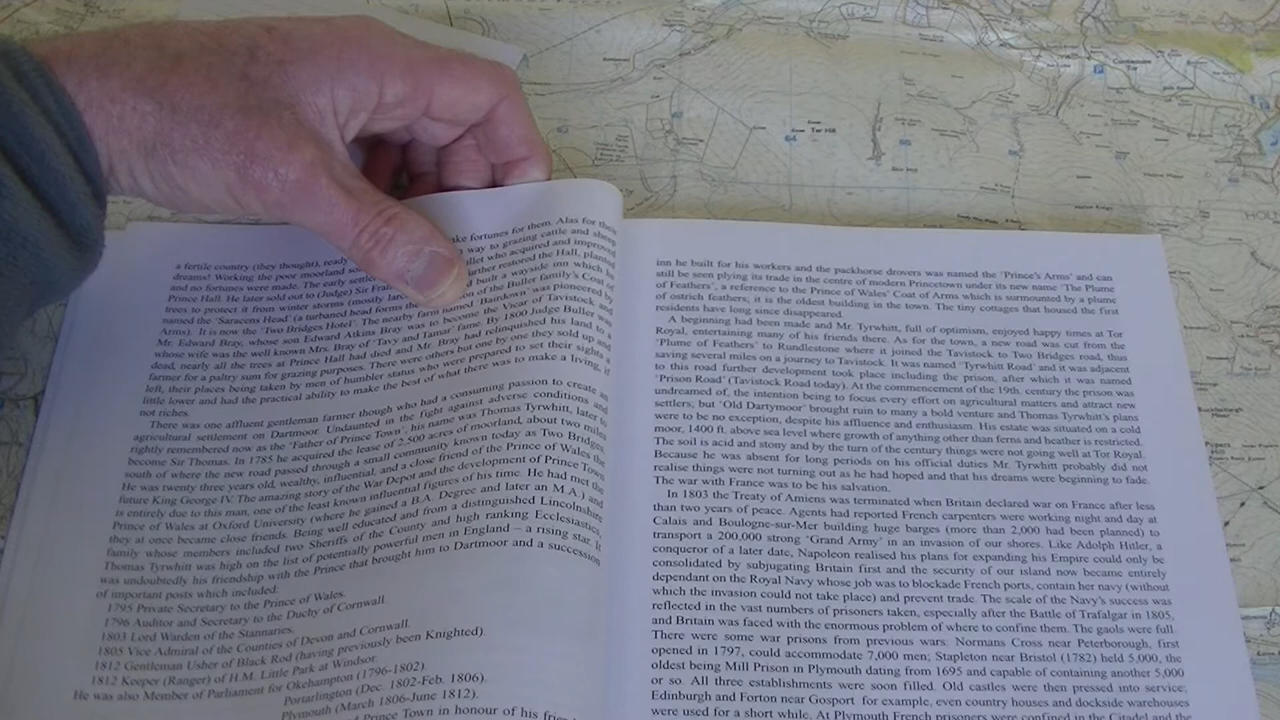 ake fortunes for them. Alas for their
a fertile country (they thought), ready way to grazing cattle and sheep
dreams! Working the poor moorland who acquired and improved
and no fortunes were made. The early further restored the Hall, planted
Prince Hall. He later sold out to (Judge) Sir built a wayside inn which he
trees to protect it from winter storms (mostly of the Buller family's Coat of
named the 'Saracens Head' (a turbaned head forms 'Bairdown' was pioneered by
Arms). It is now the 'Two Bridges Hotel'. The nearby farm named
Mr. Edward Bray, whose son Edward Atkins Bray was to become the Vicar of Tavistock, and
whose wife was the well known Mrs. Bray of 'Tavy and Tamar' fame. By 1800 Judge Buller was
dead, nearly all the trees at Prince Hall had died and Mr. Bray had relinquished his land to a
farmer for a paltry sum for grazing purposes. There were others but one by one they sold up and
left, their places being taken by men of humbler status who were prepared to set their sights a
little lower and had the practical ability to make the best of what there was to make a living, if
not riches.
There was one affluent gentleman farmer though who had a consuming passion to create an
agricultural settlement on Dartmoor. Undaunted in the fight against adverse conditions and
rightly remembered now as the 'Father of Prince Town', his name was Thomas Tyrwhitt, later to
become Sir Thomas. In 1785 he acquired the lease of 2,500 acres of moorland, about two miles
south of where the new road passed through a small community known today as Two Bridges.
He was twenty three years old, wealthy, influential, and a close friend of the Prince of Wales the
future King George IV. The amazing story of the War Depot and the development of Prince Town
is entirely due to this man, one of the least known influential figures of his time. He had met the
Prince of Wales at Oxford University (where he gained a B.A. Degree and later an M.A.) and
they at once became close friends. Being well educated and from a distinguished Lincolnshire
family whose members included two Sheriffs of the County and high ranking Ecclesiastics,
Thomas Tyrwhitt was high on the list of potentially powerful men in England – a rising star. It
was undoubtedly his friendship with the Prince that brought him to Dartmoor and a succession
of important posts which included:
1795 Private Secretary to the Prince of Wales.
1796 Auditor and Secretary to the Duchy of Cornwall.
1803 Lord Warden of the Stannaries.
1805 Vice Admiral of the Counties of Devon and Cornwall.
1812 Gentleman Usher of Black Rod (having previously been Knighted).
1812 Keeper (Ranger) of H.M. Little Park at Windsor.
He was also Member of Parliament for Okehampton (1796-1802).
Portarlington (Dec. 1802-Feb. 1806).
Plymouth (March 1806-June 1812).
Prince Town in honour of his
inn he built for his workers and the packhorse drovers was named the 'Prince's Arms' and can
still be seen plying its trade in the centre of modern Princetown under its new name 'The Plume
of Feathers', a reference to the Prince of Wales' Coat of Arms which is surmounted by a plume
of ostrich feathers; it is the oldest building in the town. The tiny cottages that housed the first
residents have long since disappeared.
A beginning had been made and Mr. Tyrwhitt, full of optimism, enjoyed happy times at Tor
Royal, entertaining many of his friends there. As for the town, a new road was cut from the
'Plume of Feathers' to Rundlestone where it joined the Tavistock to Two Bridges road, thus
saving several miles on a journey to Tavistock. It was named 'Tyrwhitt Road' and it was adjacent
to this road further development took place including the prison, after which it was named
'Prison Road' (Tavistock Road today). At the commencement of the 19th. century the prison was
undreamed of, the intention being to focus every effort on agricultural matters and attract new
settlers; but 'Old Dartymoor' brought ruin to many a bold venture and Thomas Tyrwhitt's plans
were to be no exception, despite his affluence and enthusiasm. His estate was situated on a cold
moor, 1400 ft. above sea level where growth of anything other than ferns and heather is restricted.
The soil is acid and stony and by the turn of the century things were not going well at Tor Royal.
Because he was absent for long periods on his official duties Mr. Tyrwhitt probably did not
realise things were not turning out as he had hoped and that his dreams were beginning to fade.
The war with France was to be his salvation.
In 1803 the Treaty of Amiens was terminated when Britain declared war on France after less
than two years of peace. Agents had reported French carpenters were working night and day at
Calais and Boulogne-sur-Mer building huge barges (more than 2,000 had been planned) to
transport a 200,000 strong 'Grand Army' in an invasion of our shores. Like Adolph Hitler, a
conqueror of a later date, Napoleon realised his plans for expanding his Empire could only be
consolidated by subjugating Britain first and the security of our island now became entirely
dependant on the Royal Navy whose job was to blockade French ports, contain her navy (without
which the invasion could not take place) and prevent trade. The scale of the Navy's success was
reflected in the vast numbers of prisoners taken, especially after the Battle of Trafalgar in 1805,
and Britain was faced with the enormous problem of where to confine them. The gaols were full.
There were some war prisons from previous wars: Normans Cross near Peterborough, first
opened in 1797, could accommodate 7,000 men; Stapleton near Bristol (1782) held 5,000, the
oldest being Mill Prison in Plymouth dating from 1695 and capable of containing another 5,000
or so. All three establishments were soon filled. Old castles were then pressed into service;
Edinburgh and Forton near Gosport for example, even country houses and dockside warehouses
were used for a short while. At Plymouth French prisoners were confined in the Citadel and the
Tor Hill